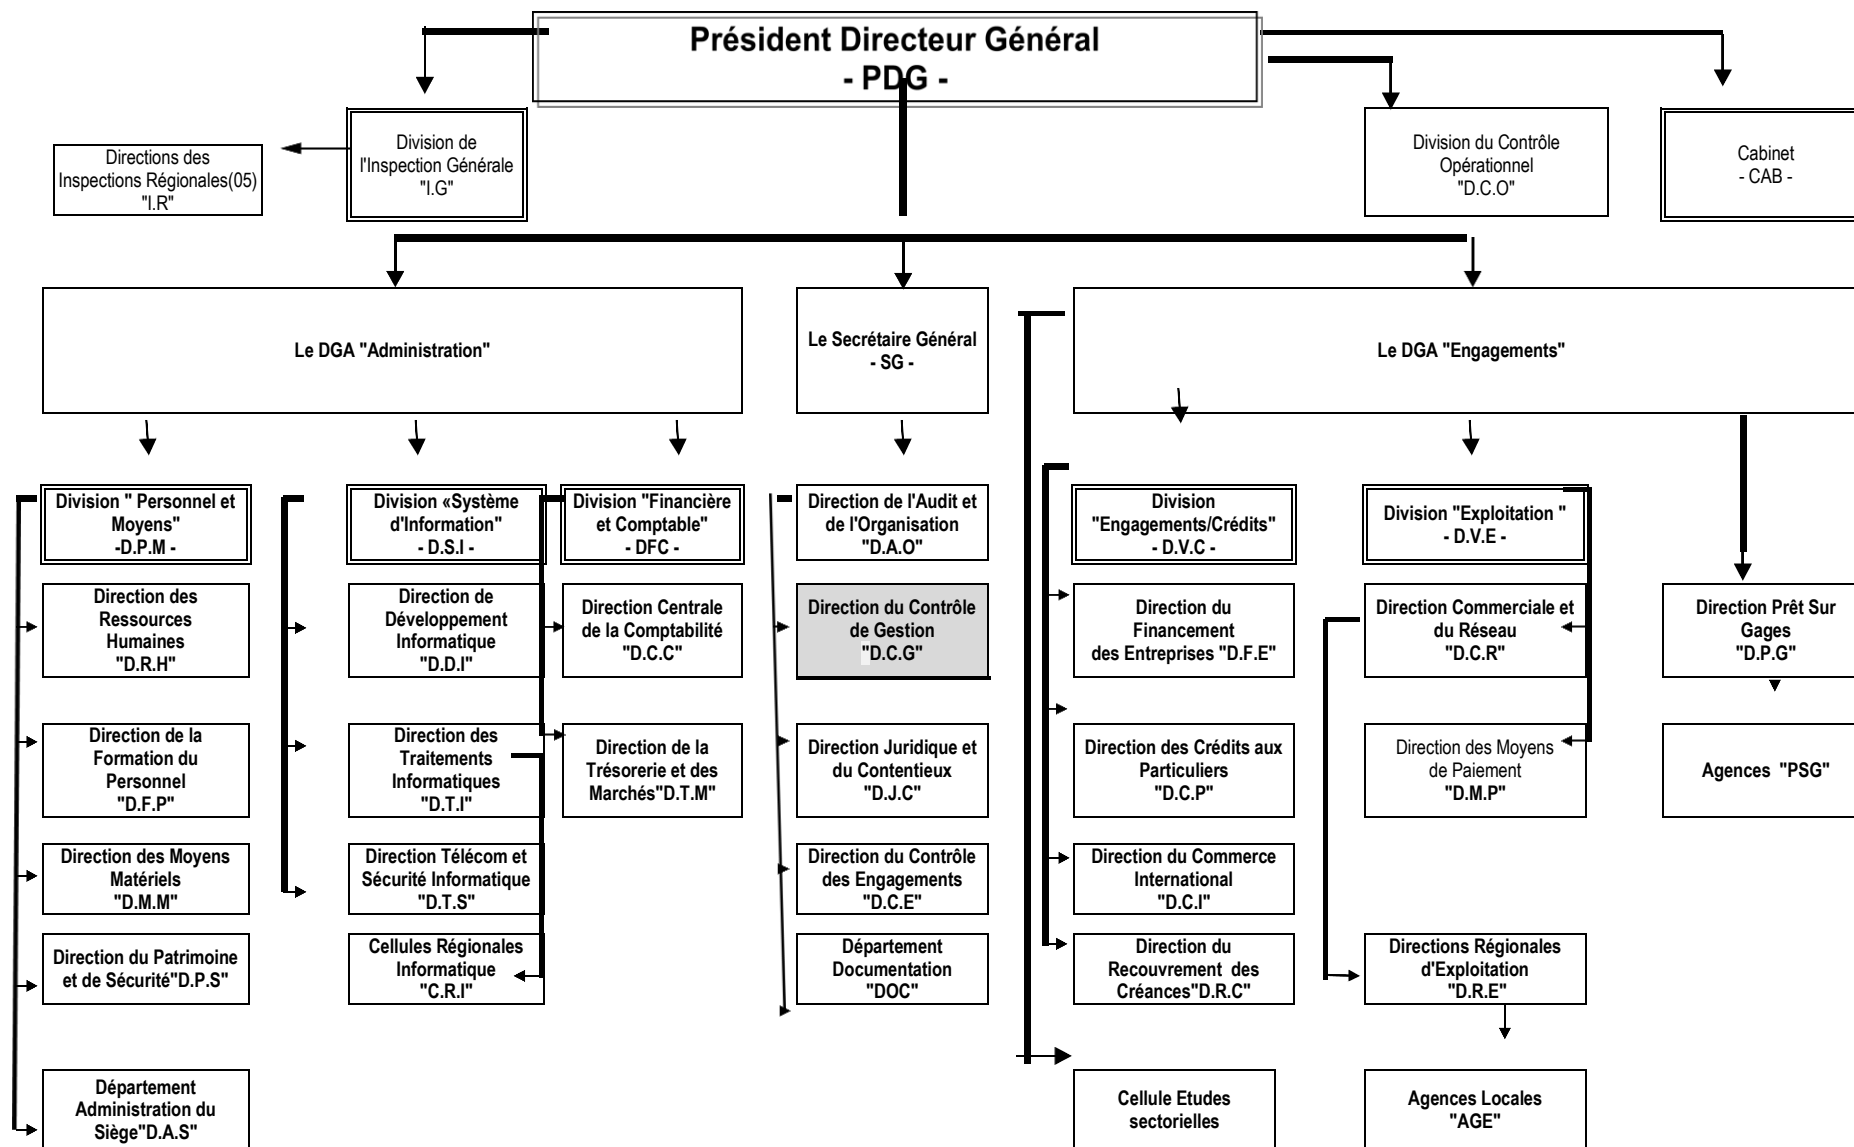 Président Directeur Général
- PDG -
Division de
l'Inspection Générale
"I.G"
Directions des
Inspections Régionales(05)
"I.R"
Division du Contrôle
Opérationnel
"D.C.O"
Cabinet
- CAB -
Le DGA "Administration"
Le Secrétaire Général
- SG -
Le DGA "Engagements"
Division " Personnel et
Moyens"
-D.P.M -
Division «Système
d'Information"
- D.S.I -
Division "Financière
et Comptable"
- DFC -
Direction de l'Audit et
de l'Organisation
"D.A.O"
Division
"Engagements/Crédits"
- D.V.C -
Division "Exploitation "
- D.V.E -
Direction des
Ressources
Humaines
"D.R.H"
Direction de
Développement
Informatique
"D.D.I"
Direction Centrale
de la Comptabilité
"D.C.C"
Direction du Contrôle
de Gestion
"D.C.G"
Direction du
Financement
des Entreprises "D.F.E"
Direction Commerciale et
du Réseau
"D.C.R"
Direction Prêt Sur
Gages
"D.P.G"
Direction de la
Formation du
Personnel
"D.F.P"
Direction des
Traitements
Informatiques
"D.T.I"
Direction de la
Trésorerie et des
Marchés"D.T.M"
Direction Juridique et
du Contentieux
"D.J.C"
Direction des Crédits aux
Particuliers
"D.C.P"
Direction des Moyens
de Paiement
"D.M.P"
Agences "PSG"
Direction des Moyens
Matériels
"D.M.M"
Direction Télécom et
Sécurité Informatique
"D.T.S"
Direction du Contrôle
des Engagements
"D.C.E"
Direction du Commerce
International
"D.C.I"
Direction du Patrimoine
et de Sécurité"D.P.S"
Cellules Régionales
Informatique
"C.R.I"
Département
Documentation
"DOC"
Direction du
Recouvrement des
Créances"D.R.C"
Directions Régionales
d'Exploitation
"D.R.E"
Département
Administration du
Siège"D.A.S"
Cellule Etudes
sectorielles
Agences Locales
"AGE"